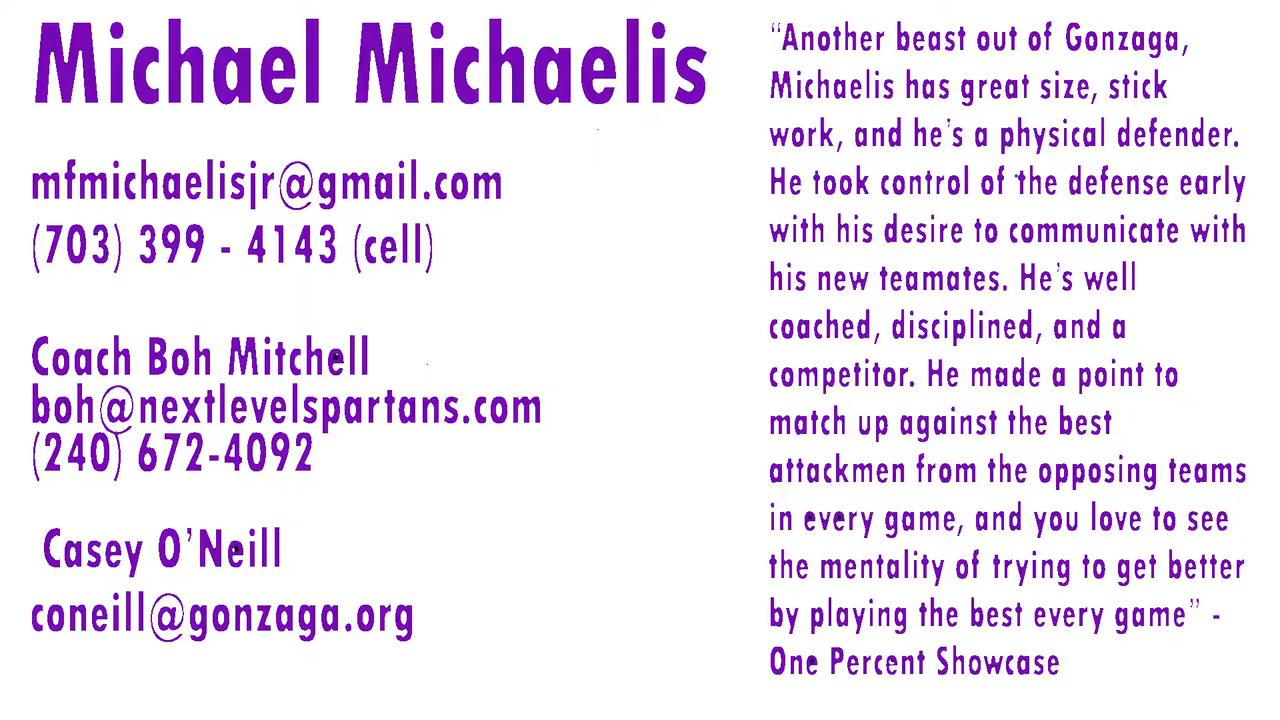 Michael Michaelis
mfmichaelisjr@gmail.com
(703) 399 - 4143 (cell)
Coach Boh Mitchell
boh@nextlevelspartans.com
(240) 672-4092
Casey O’Neill
coneill@gonzaga.org
“Another beast out of Gonzaga,
Michaelis has great size, stick
work, and he’s a physical defender.
He took control of the defense early
with his desire to communicate with
his new teamates. He’s well
coached, disciplined, and a
competitor. He made a point to
match up against the best
attackmen from the opposing teams
in every game, and you love to see
the mentality of trying to get better
by playing the best every game” -
One Percent Showcase